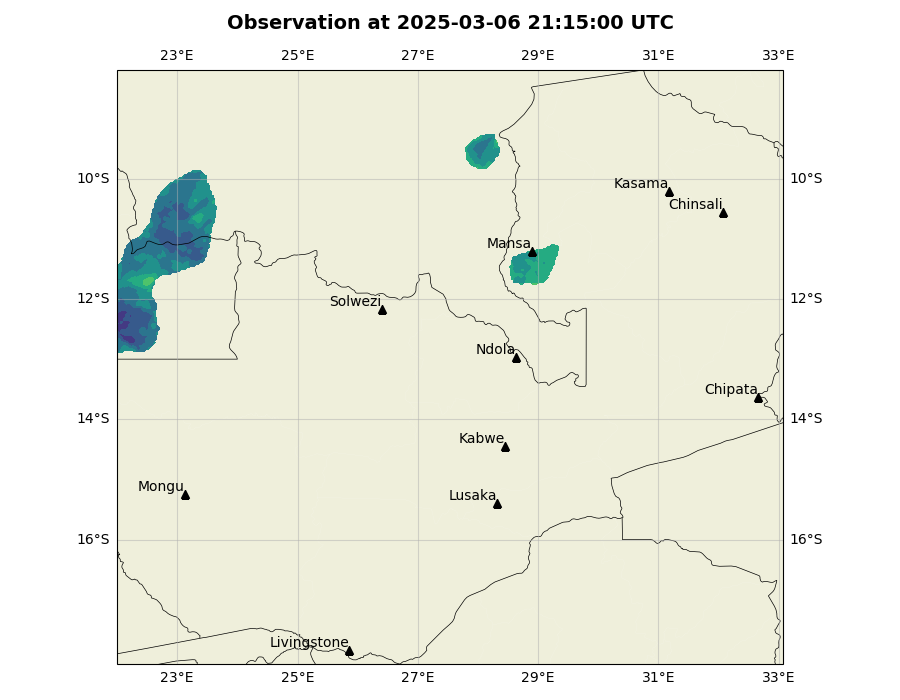 Observation at 2025-03-06 21:15:00 UTC
23°E 25°E 27°E 29°E 31°E 33°E
10°S 10°S
Kasama
Chinsali
Mansa
12°S 12°S
Solwezi
Ndola
Chipata
14°S 14°S
Kabwe
Mongu
Lusaka
16°S 16°S
Livingstone
23°E 25°E 27°E 29°E 31°E 33°E